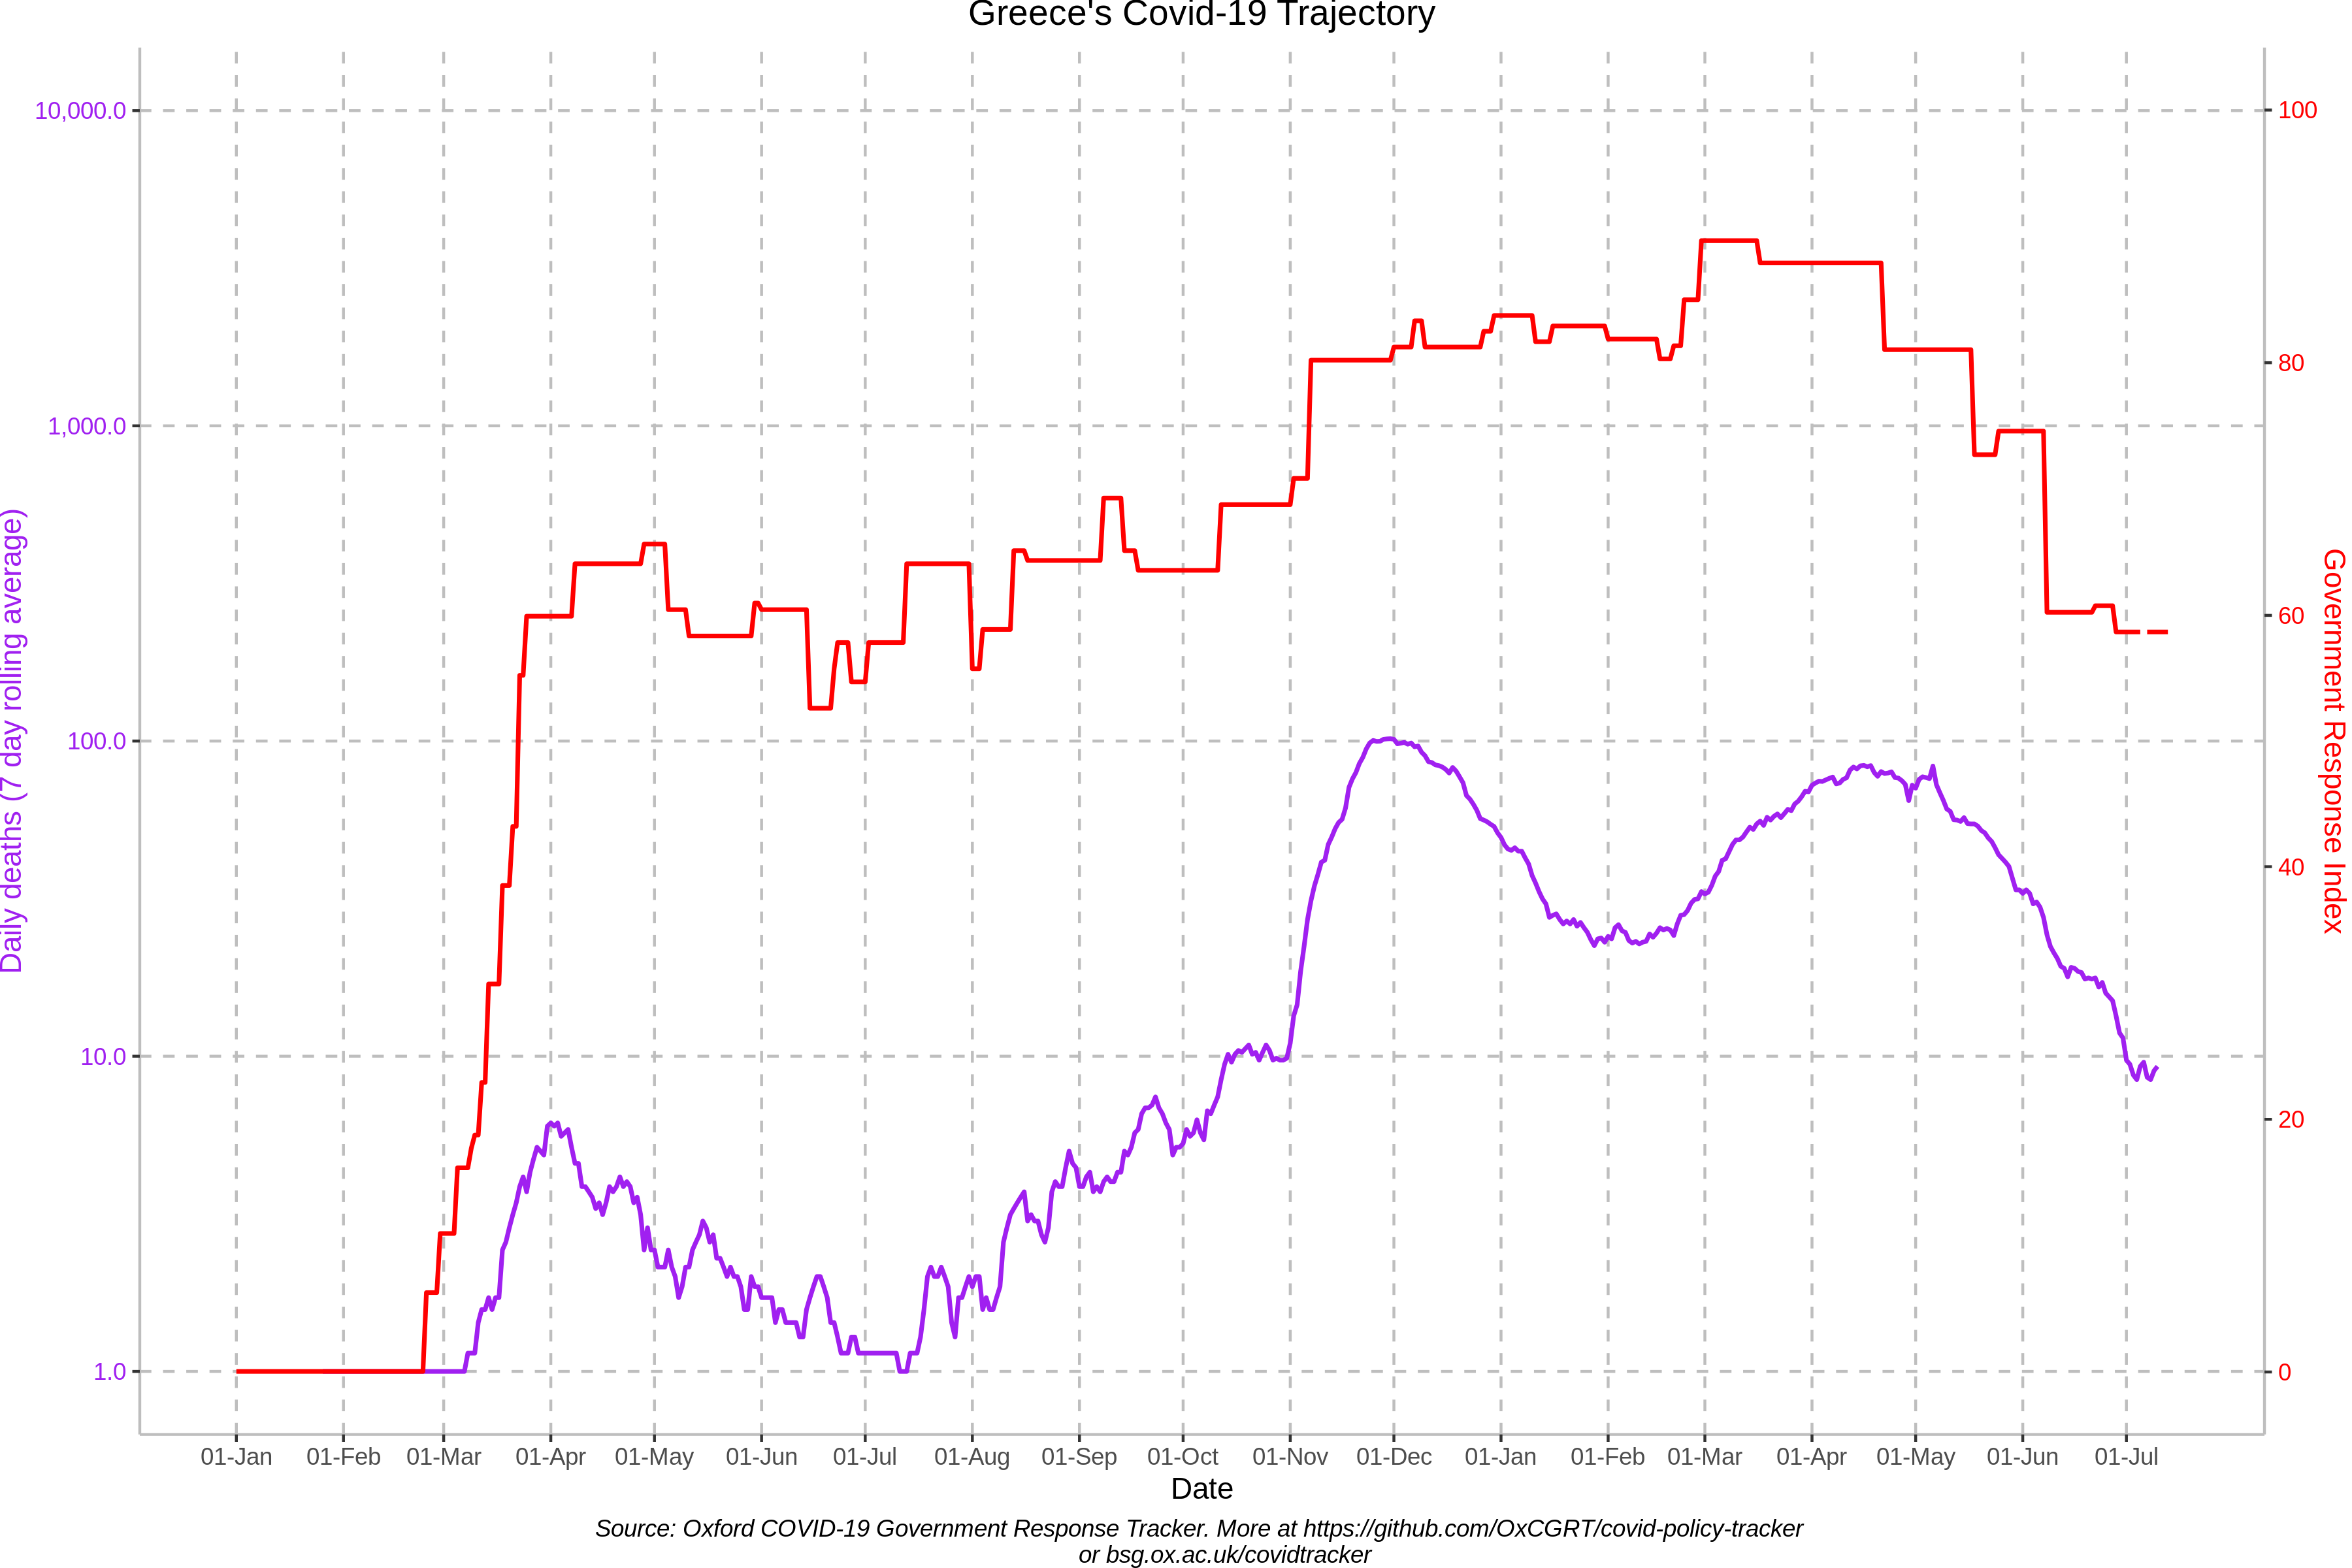 Greece's Covid-19 Trajectory
10,000.0
1,000.0
100.0
10.0
1.0
Daily deaths (7 day rolling average)
100
80
60
40
20
0
Government Response Index
01-Jan 01-Feb 01-Mar 01-Apr 01-May 01-Jun 01-Jul 01-Aug 01-Sep 01-Oct 01-Nov 01-Dec 01-Jan 01-Feb 01-Mar 01-Apr 01-May 01-Jun 01-Jul
Date
Source: Oxford COVID-19 Government Response Tracker. More at https://github.com/OxCGRT/covid-policy-tracker
or bsg.ox.ac.uk/covidtracker